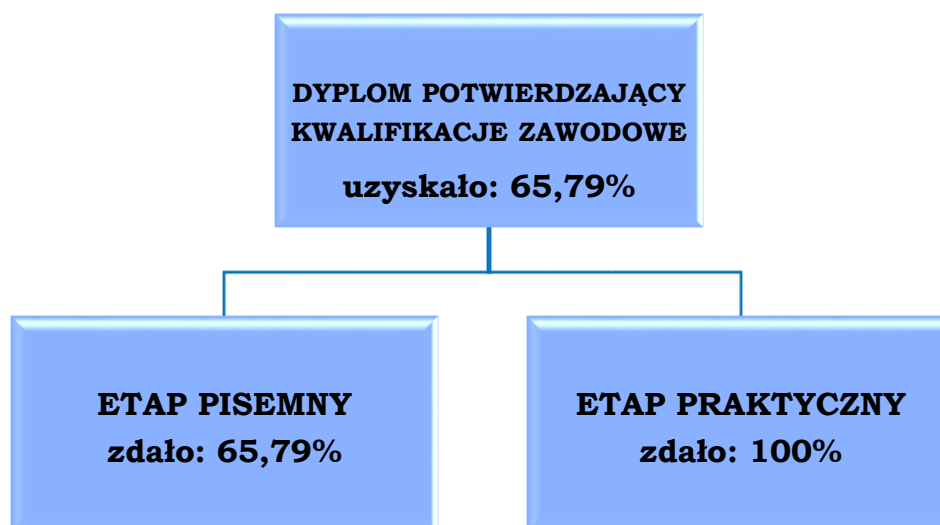 DYPLOM POTWIERDZAJĄCY
KWALIFIKACJE ZAWODOWE
uzyskało: 65,79%
ETAP PISEMNY
zdało: 65,79%
ETAP PRAKTYCZNY
zdało: 100%